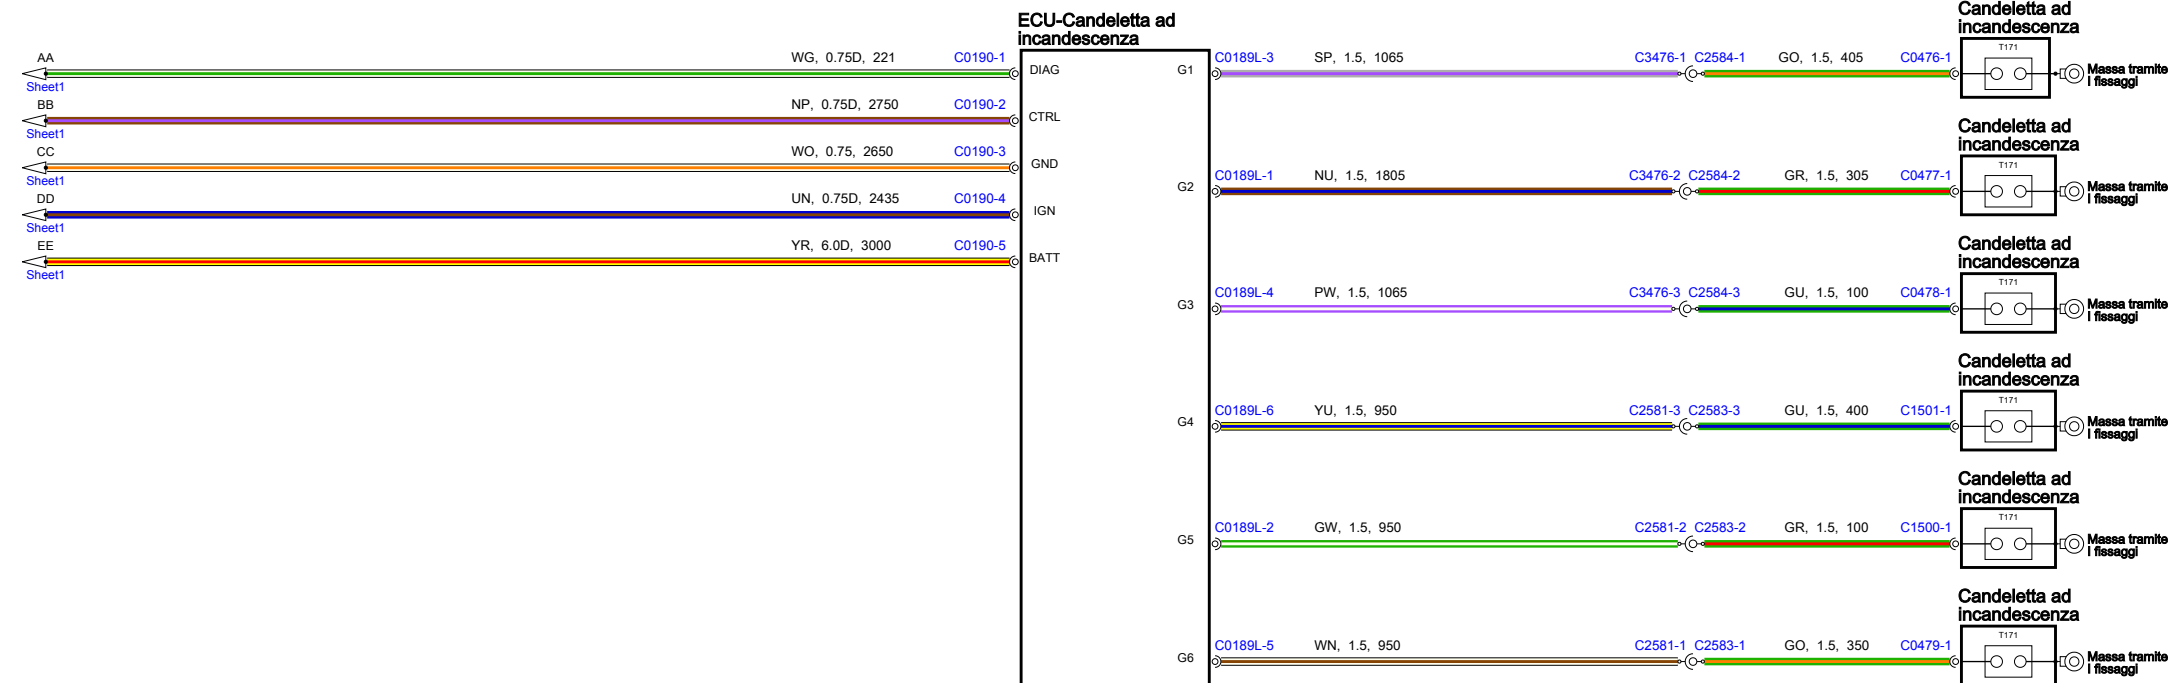 ECU-Candeletta ad
incandescenza
AA
WG, 0.75D, 221
C0190-1
DIAG
Sheet1
BB
NP, 0.75D, 2750
C0190-2
CTRL
Sheet1
CC
WO, 0.75, 2650
C0190-3
GND
Sheet1
DD
UN, 0.75D, 2435
C0190-4
IGN
Sheet1
EE
YR, 6.0D, 3000
C0190-5
BATT
Sheet1
Candeletta ad
incandescenza
G1
C0189L-3
SP, 1.5, 1065
C3476-1 C2584-1
GO, 1.5, 405
C0476-1
T171
Massa tramite
I fissaggi
Candeletta ad
incandescenza
G2
C0189L-1
NU, 1.5, 1805
C3476-2 C2584-2
GR, 1.5, 305
C0477-1
T171
Massa tramite
I fissaggi
Candeletta ad
incandescenza
G3
C0189L-4
PW, 1.5, 1065
C3476-3 C2584-3
GU, 1.5, 100
C0478-1
T171
Massa tramite
I fissaggi
Candeletta ad
incandescenza
G4
C0189L-6
YU, 1.5, 950
C2581-3 C2583-3
GU, 1.5, 400
C1501-1
T171
Massa tramite
I fissaggi
Candeletta ad
incandescenza
G5
C0189L-2
GW, 1.5, 950
C2581-2 C2583-2
GR, 1.5, 100
C1500-1
T171
Massa tramite
I fissaggi
Candeletta ad
incandescenza
G6
C0189L-5
WN, 1.5, 950
C2581-1 C2583-1
GO, 1.5, 350
C0479-1
T171
Massa tramite
I fissaggi